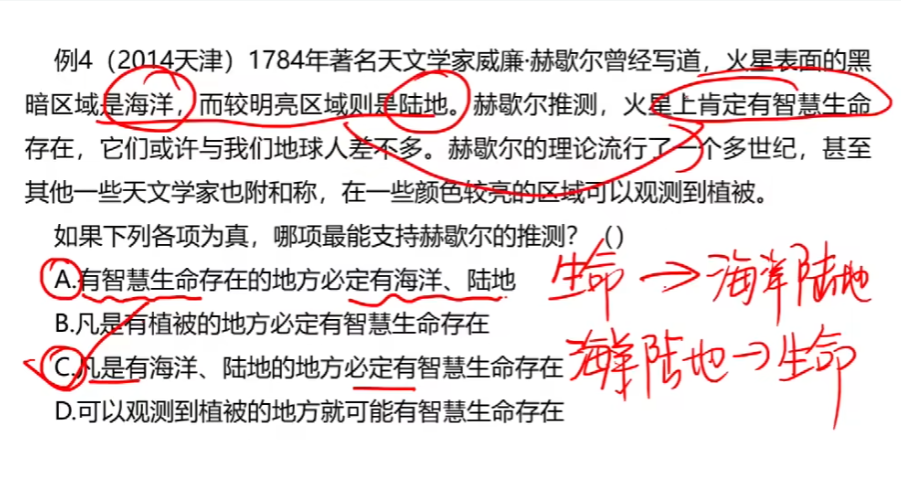 例4（2014天津）1784年著名天文学家威廉·赫歇尔曾经写道，火星表面的黑
暗区域是海洋，而较明亮区域则是陆地。赫歇尔推测，火星上肯定有智慧生命
存在，它们或许与我们地球人差不多。赫歇尔的理论流行了一个多世纪，甚至
其他一些天文学家也附和称，在一些颜色较亮的区域可以观测到植被。
如果下列各项为真，哪项最能支持赫歇尔的推测？（）
A.有智慧生命存在的地方必定有海洋、陆地
生命→海洋陆地
B.凡是有植被的地方必定有智慧生命存在
C.凡是有海洋、陆地的地方必定有智慧生命存在
海洋陆地→生命
D.可以观测到植被的地方就可能有智慧生命存在